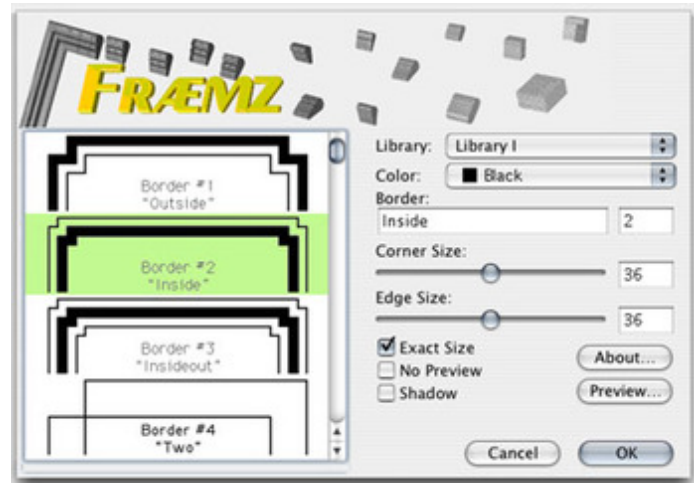 FRÆMZ
Border #1
"Outside"
Border #2
"Inside"
Border #3
"Insideout"
Border #4
"Two"
Library: Library I
Color: Black
Border:
Inside 2
Corner Size:
36
Edge Size:
36
Exact Size
No Preview
Shadow
About...
Preview...
Cancel OK